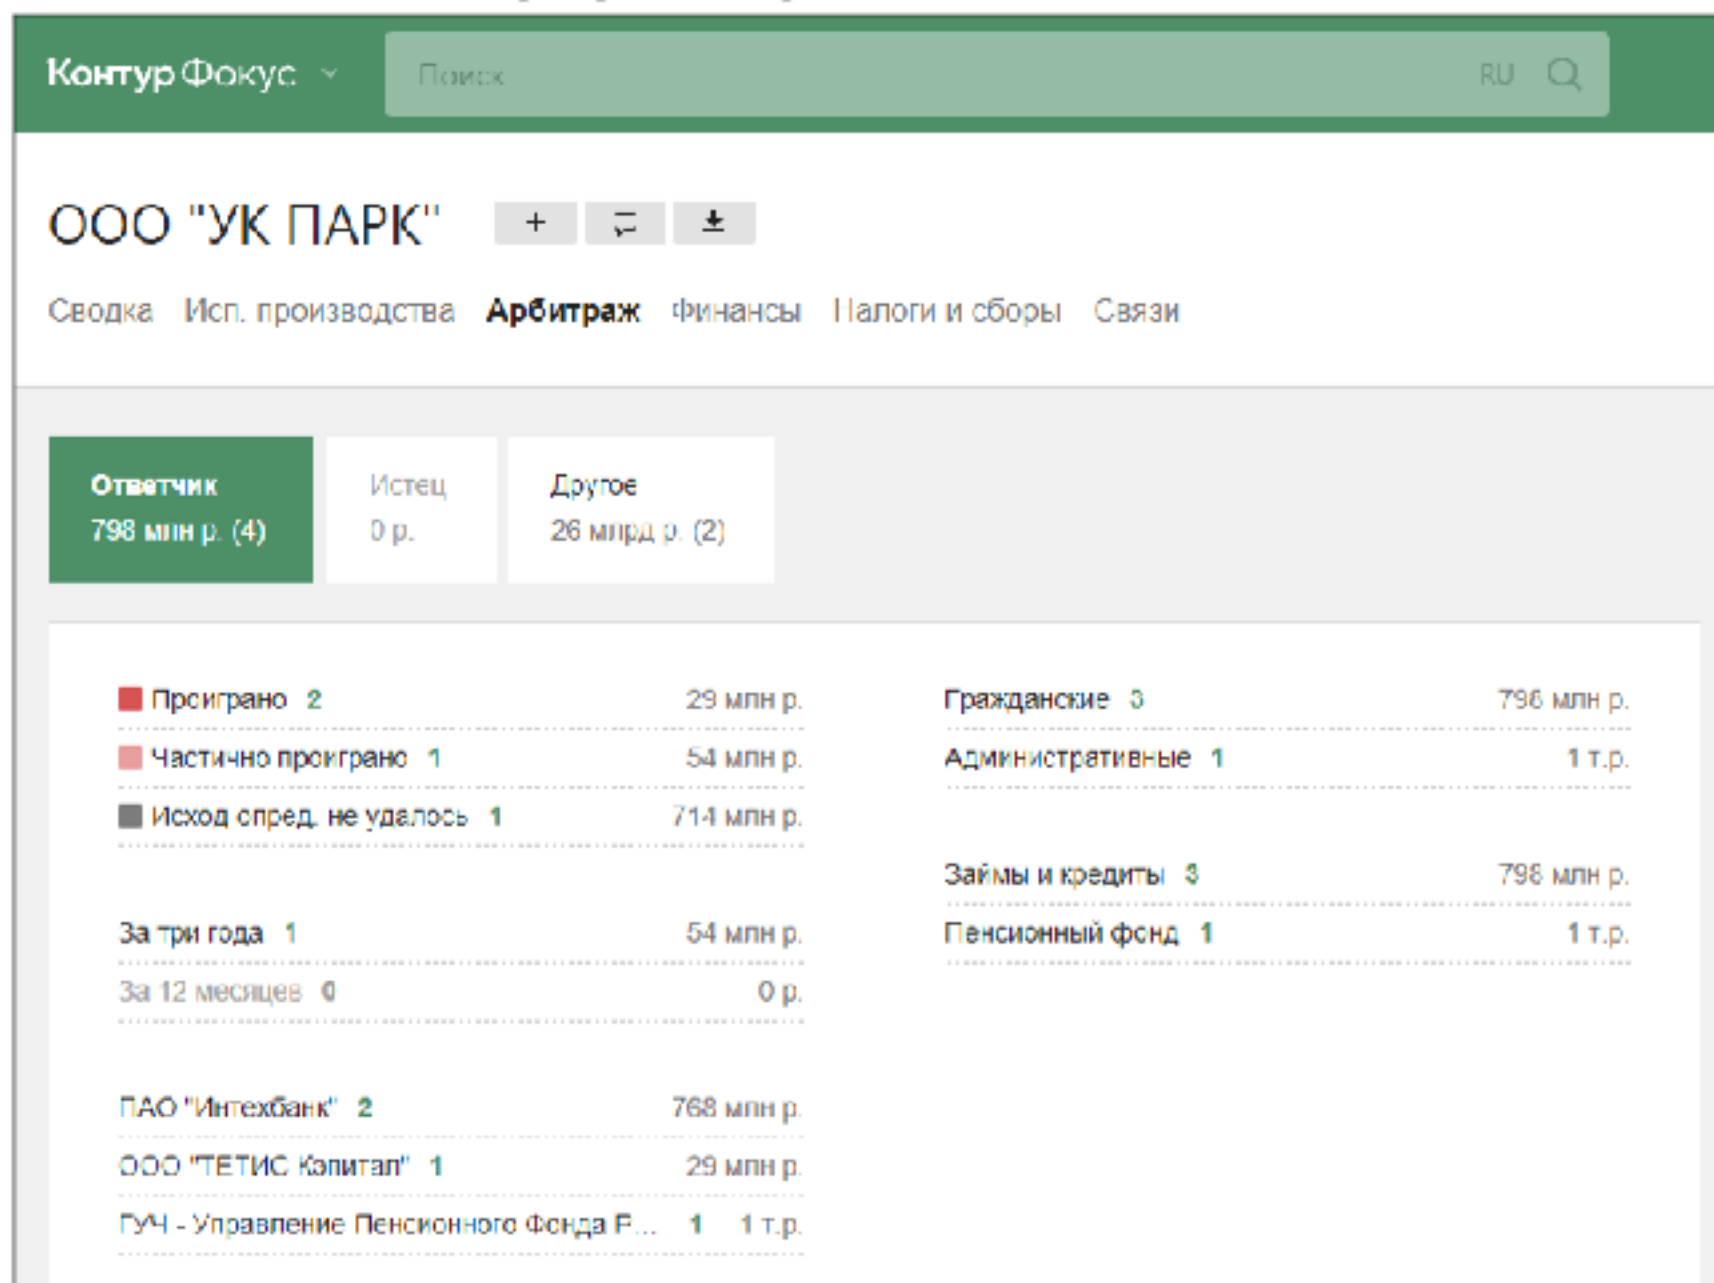 Контур Фокус
Поиск RU
ООО "УК ПАРК"
Сводка Исп. производства Арбитраж Финансы Налоги и сборы Связи
Ответчик
798 млн р. (4)
Истец
0 р.
Другое
26 млрд р. (2)
Проиграно 2 29 млн р.
Частично проиграно 1 54 млн р.
Исход опред. не удалось 1 714 млн р.
За три года 1 54 млн р.
За 12 месяцев 0 0 р.
ПАО "Интехбанк" 2 768 млн р.
ООО "ТЕТИС Кэпитал" 1 29 млн р.
ГУЧ - Управление Пенсионного Фонда Р... 1 1 т.р.
Гражданские 3 798 млн р.
Административные 1 1 т.р.
Займы и кредиты 3 798 млн р.
Пенсионный фонд 1 1 т.р.